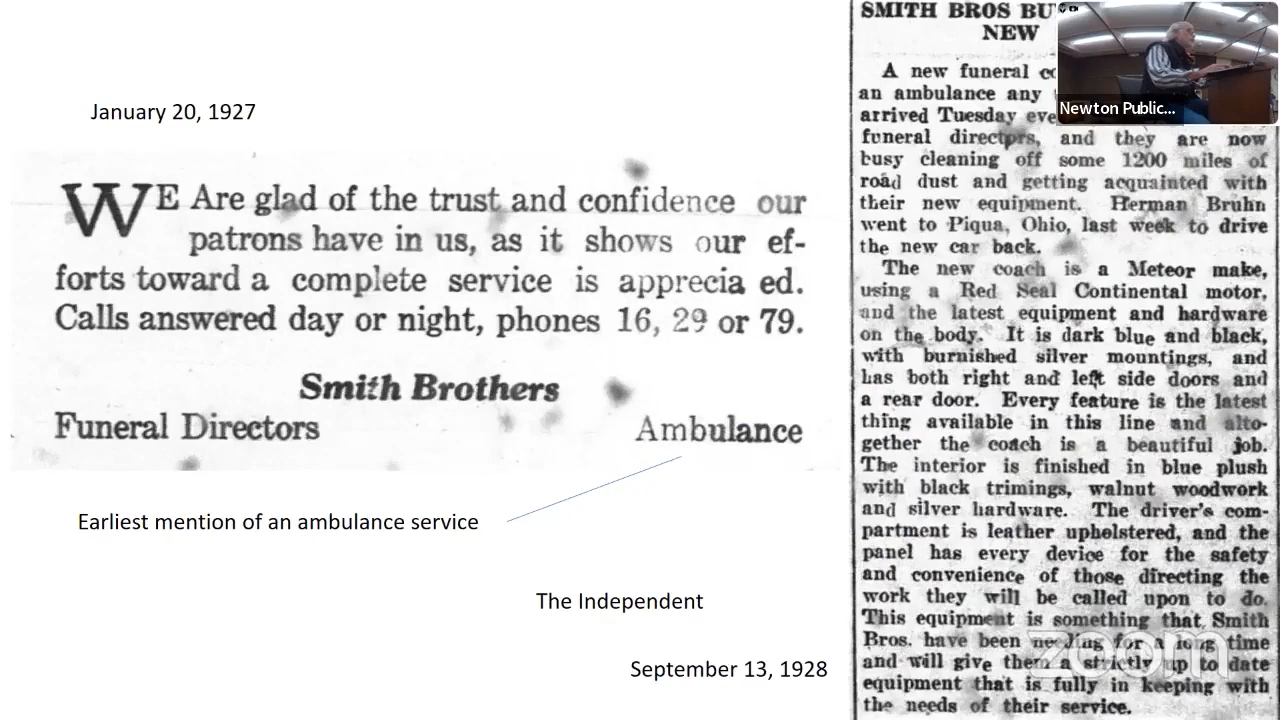 January 20, 1927
WE Are glad of the trust and confidence our
patrons have in us, as it shows our ef-
forts toward a complete service is apprecia ed.
Calls answered day or night, phones 16, 29 or 79.
Smith Brothers
Funeral Directors Ambulance
Earliest mention of an ambulance service
The Independent
September 13, 1928
SMITH BROS
NEW
A new funeral
an ambulance any
arrived Tuesday
funeral directprs, and they are now
busy cleaning off some 1200 miles of
road dust and getting acquainted with
their new equipment. Herman Bruhn
went to Piqua, Ohio, last week to drive
the new car back.
The new coach is a Meteor make,
using a Red Seal Continental motor,
and the latest equipment and hardware
on the body. It is dark blue and black,
with burnished silver mountings, and
has both right and left side doors and
a rear door. Every feature is the latest
thing available in this line and alto-
gether the coach is a beautiful job.
The interior is finished in blue plush
with black trimings, walnut woodwork
and silver hardware. The driver's com-
partment is leather upholstered, and the
panel has every device for the safety
and convenience of those directing the
work they will be called upon to do.
This equipment is something that Smith
Bros. have been needing for a long time
and will give them a strictly up to date
equipment that is fully in keeping with
the needs of their service.
Newton Public...
zoom